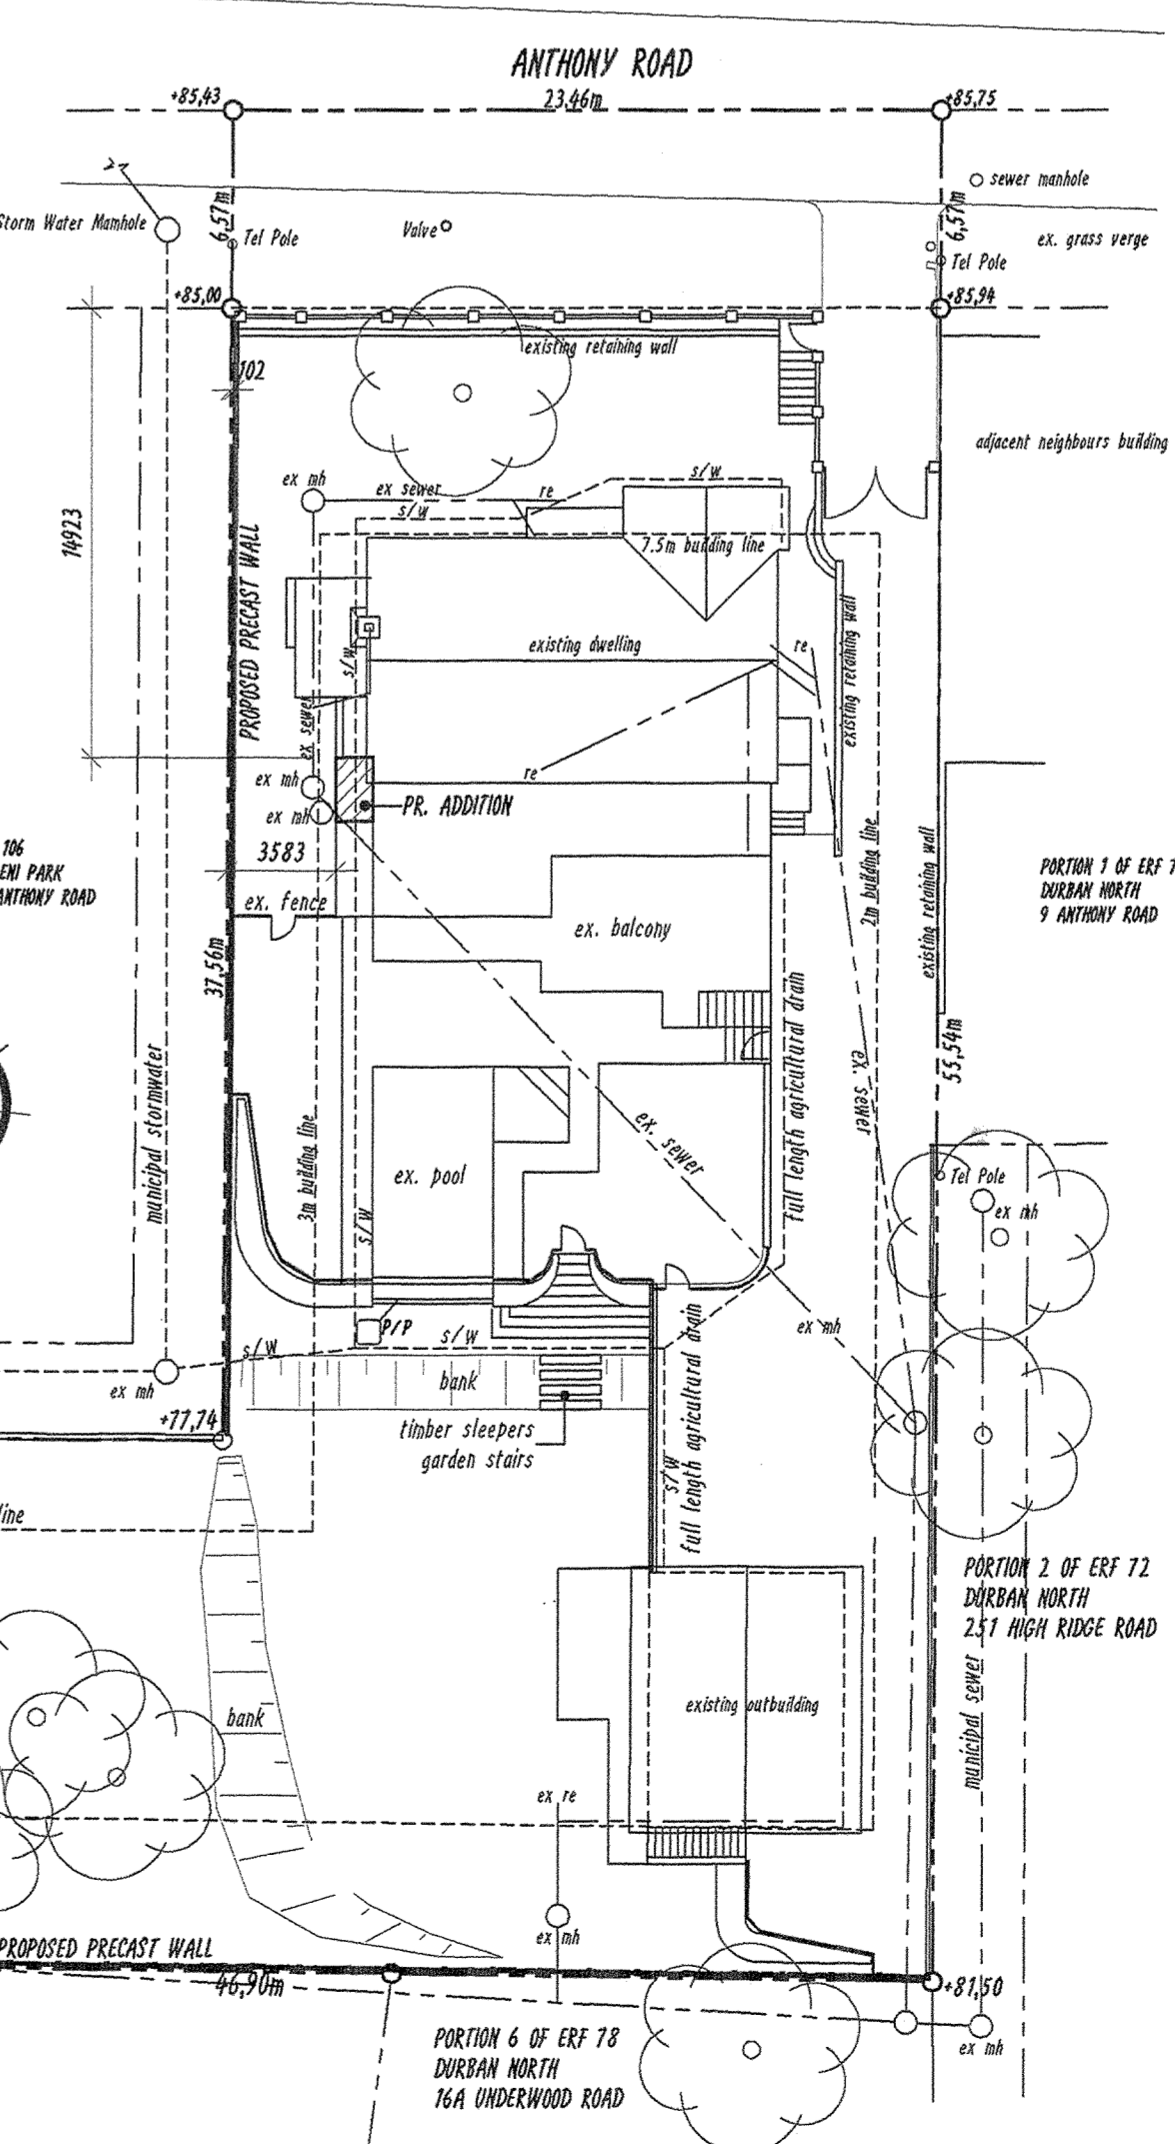 ANTHONY ROAD
+85,43
23,46m
+85,75
sewer manhole
Storm Water Manhole
6,57m
Tel Pole
Valve
6,57m
ex. grass verge
Tel Pole
+85,00
+85,94
existing retaining wall
102
adjacent neighbours building
s/w
ex mh
ex sewer
re
s/w
14923
PROPOSED PRECAST WALL
7.5m building line
existing dwelling
re
s/w
existing retaining wall
ex sewer
re
ex mh
PR. ADDITION
ex mh
106
ENI PARK
ANTHONY ROAD
3583
2m building line
existing retaining wall
PORTION 1 OF ERF 7
DURBAN NORTH
9 ANTHONY ROAD
ex. fence
ex. balcony
37,56m
full length agricultural drain
55,54m
municipal stormwater
ex. sewer
3m building line
ex. sewer
ex. pool
Tel Pole
ex mh
s/w
P/P
s/w
s/w
ex mh
full length agricultural drain
ex mh
bank
+77,74
timber sleepers
garden stairs
s/w
line
PORTION 2 OF ERF 72
DURBAN NORTH
251 HIGH RIDGE ROAD
municipal sewer
existing outbuilding
bank
ex re
ex mh
PROPOSED PRECAST WALL
46,90m
+81,50
PORTION 6 OF ERF 78
DURBAN NORTH
16A UNDERWOOD ROAD
ex mh